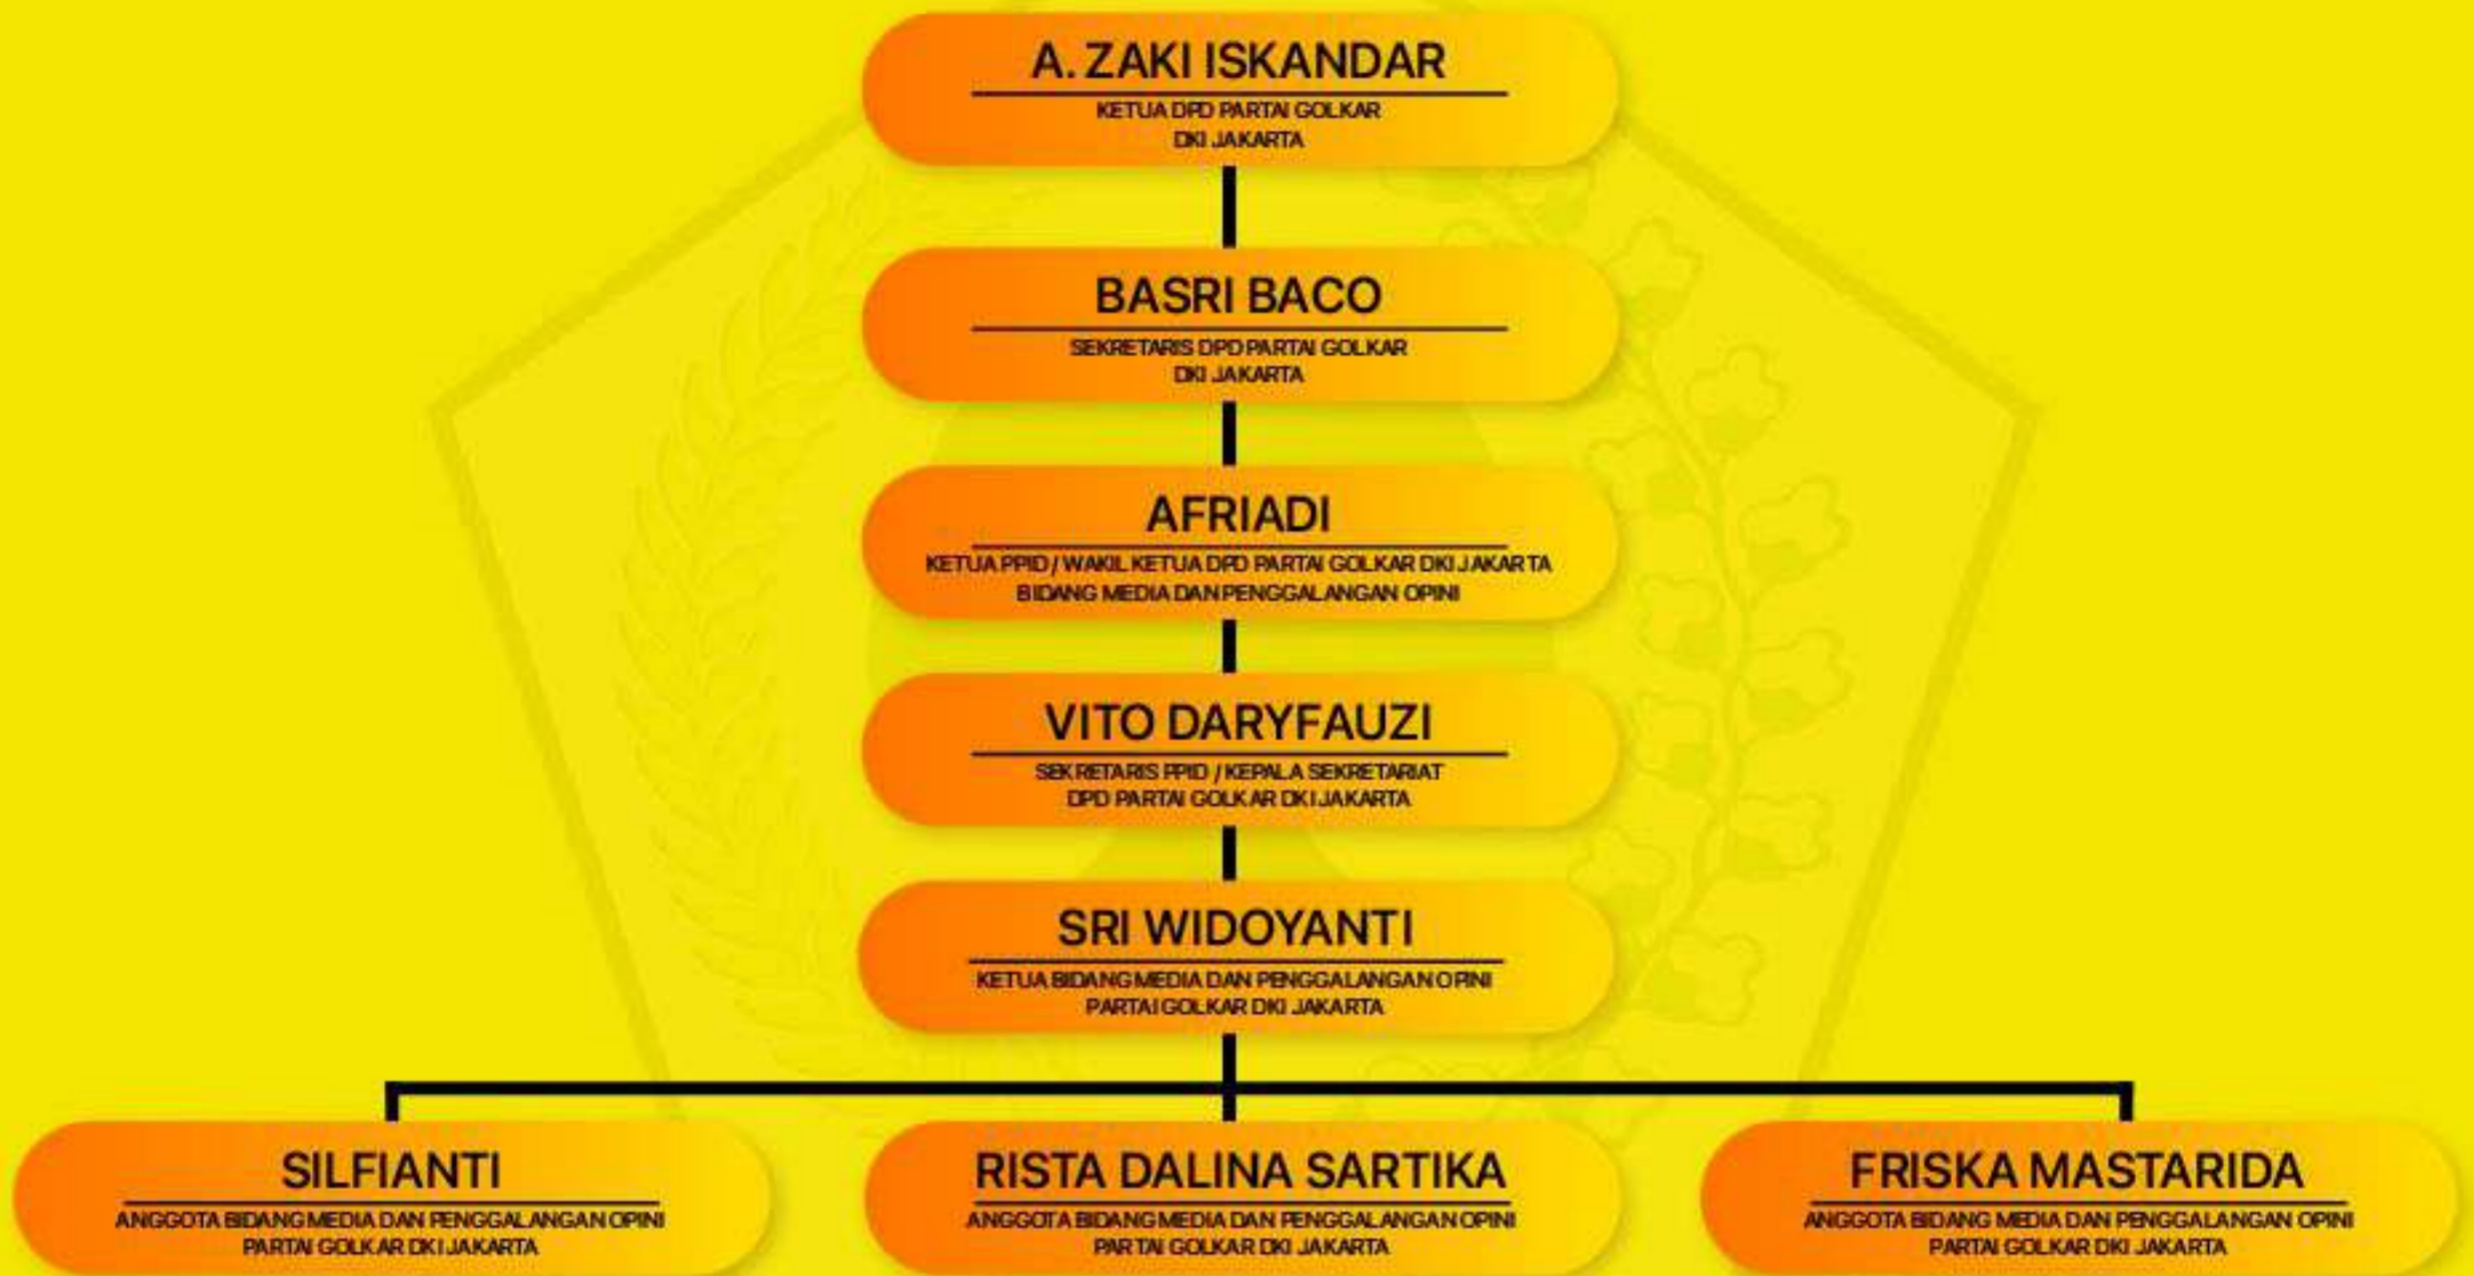 A. ZAKI ISKANDAR
KETUA DPD PARTAI GOLKAR
DKI JAKARTA
BASRI BACO
SEKRETARIS DPD PARTAI GOLKAR
DKI JAKARTA
AFRIADI
KETUA PPID / WAKIL KETUA DPD PARTAI GOLKAR DKI JAKARTA
BIDANG MEDIA DAN PENGGALANGAN OPINI
VITO DARYFAUZI
SEKRETARIS PPID / KEPALA SEKRETARIAT
DPD PARTAI GOLKAR DKI JAKARTA
SRI WIDOYANTI
KETUA BIDANG MEDIA DAN PENGGALANGAN OPINI
PARTAI GOLKAR DKI JAKARTA
SILFIANTI
ANGGOTA BIDANG MEDIA DAN PENGGALANGAN OPINI
PARTAI GOLKAR DKI JAKARTA
RISTA DALINA SARTIKA
ANGGOTA BIDANG MEDIA DAN PENGGALANGAN OPINI
PARTAI GOLKAR DKI JAKARTA
FRISKA MASTARIDA
ANGGOTA BIDANG MEDIA DAN PENGGALANGAN OPINI
PARTAI GOLKAR DKI JAKARTA